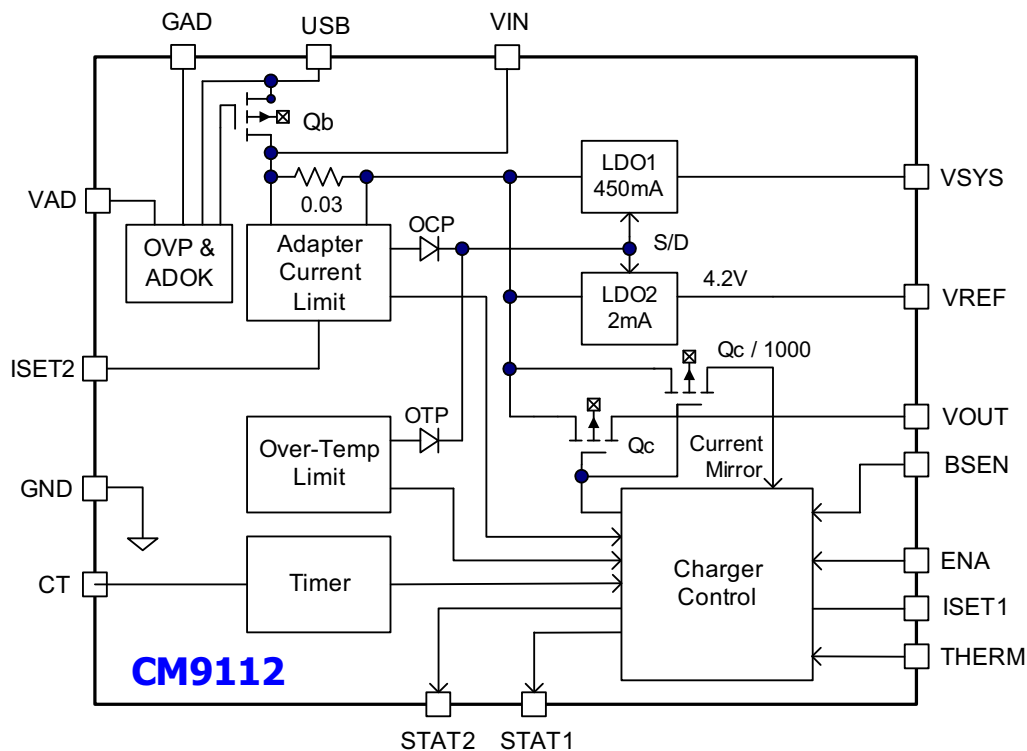 GAD
USB
VIN
Qb
LDO1
450mA
VSYS
VAD
0.03
OCP
S/D
OVP &
ADOK
Adapter
Current
Limit
LDO2
2mA
4.2V
VREF
ISET2
Qc / 1000
OTP
VOUT
Over-Temp
Limit
Qc
Current
Mirror
BSEN
GND
CT
Timer
Charger
Control
ENA
ISET1
THERM
CM9112
STAT2
STAT1